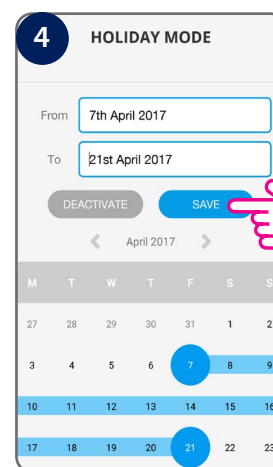 4 HOLIDAY MODE
From 7th April 2017
To 21st April 2017
DEACTIVATE SAVE
< April 2017 >
M T W T F S S
27 28 29 30 31 1 2
3 4 5 6 7 8 9
10 11 12 13 14 15 16
17 18 19 20 21 22 23